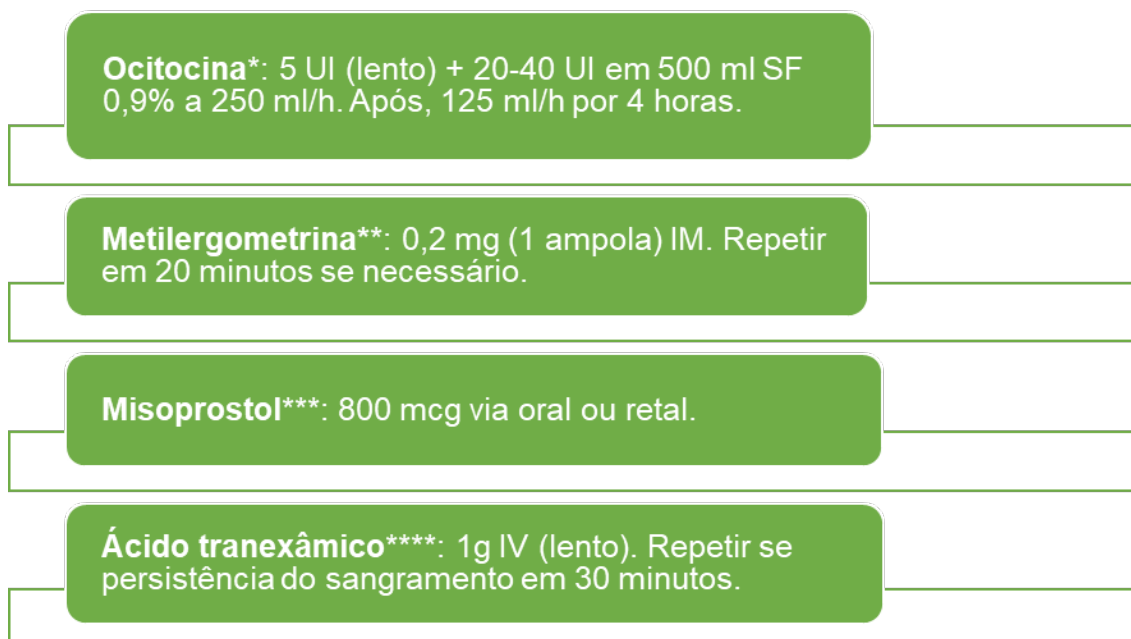 Ocitocina*: 5 UI (lento) + 20-40 UI em 500 ml SF
0,9% a 250 ml/h. Após, 125 ml/h por 4 horas.
Metilergometrina**: 0,2 mg (1 ampola) IM. Repetir
em 20 minutos se necessário.
Misoprostol***: 800 mcg via oral ou retal.
Ácido tranexâmico****: 1g IV (lento). Repetir se
persistência do sangramento em 30 minutos.